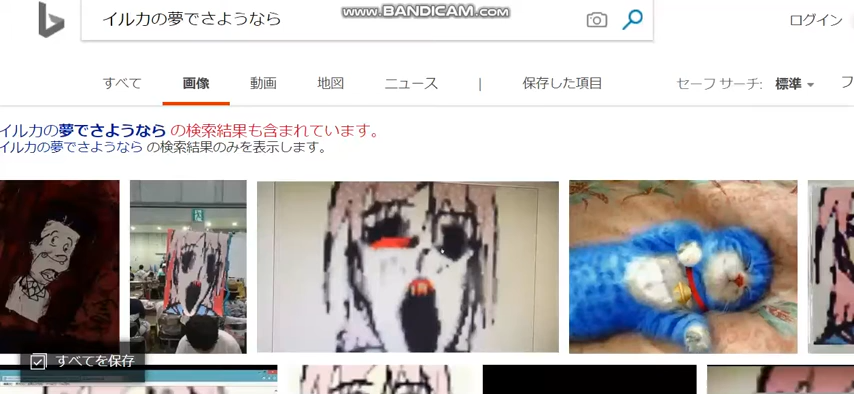 イルカの夢でさようなら
www.BANDICAM.com
ログイン
すべて 画像 動画 地図 ニュース | 保存した項目 セーフ サーチ: 標準 フ
イルカの夢でさようなら の検索結果も含まれています。
イルカの夢でさようなら の検索結果のみを表示します。
すべてを保存